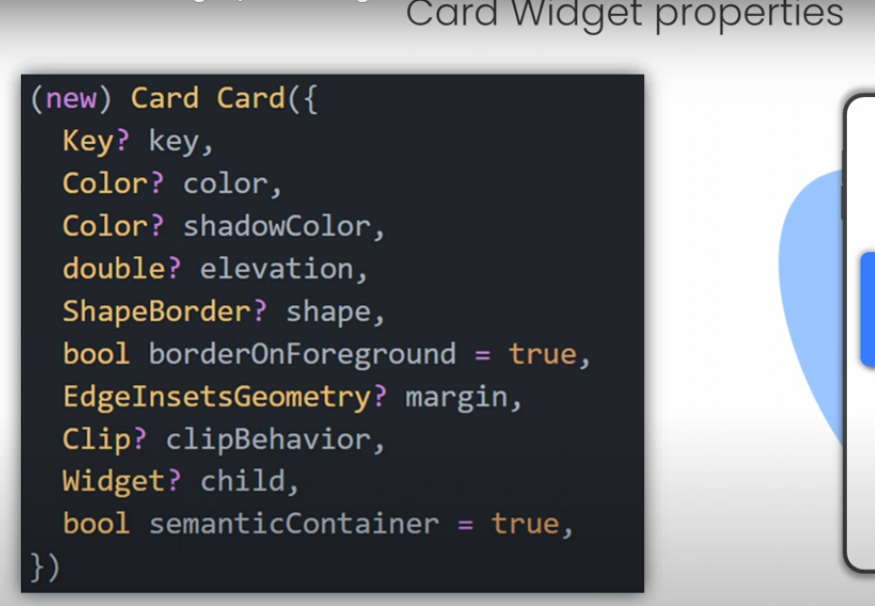 Card Widget properties
(new) Card Card({
Key? key,
Color? color,
Color? shadowColor,
double? elevation,
ShapeBorder? shape,
bool borderOnForeground = true,
EdgeInsetsGeometry? margin,
Clip? clipBehavior,
Widget? child,
bool semanticContainer = true,
})